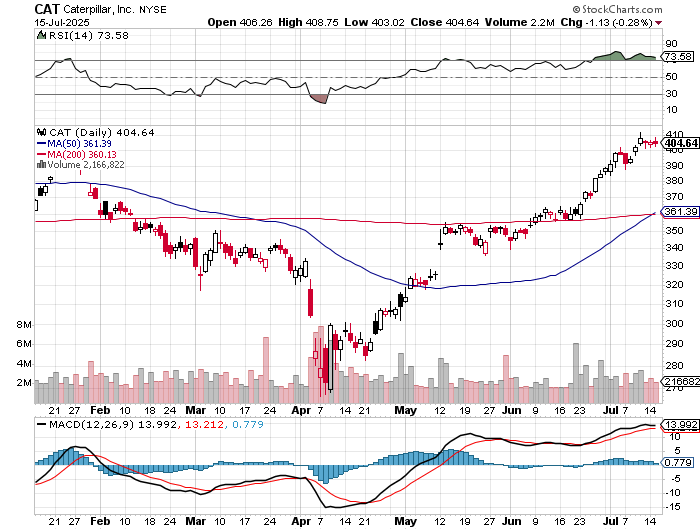 CAT Caterpillar, Inc. NYSE
© StockCharts.com
15-Jul-2025
Open 406.26 High 408.75 Low 403.02 Close 404.64 Volume 2.2M Chg -1.13 (-0.28%)
RSI(14) 73.58
90
73.58
50
30
10
CAT (Daily) 404.64
MA(50) 361.39
MA(200) 360.13
Volume 2,166,822
410
404.64
390
380
370
361.39
350
340
330
320
310
300
290
280
270
8M
6M
4M
2M
216682
21 27 Feb 10 18 24 Mar 10 17 24 Apr 7 14 21 May 12 19 27 Jun 9 16 23 Jul 7 14
MACD(12,26,9) 13.992, 13.212, 0.779
13.992
10
5
0.779
-5
-10
-15
21 27 Feb 10 18 24 Mar 10 17 24 Apr 7 14 21 May 12 19 27 Jun 9 16 23 Jul 7 14